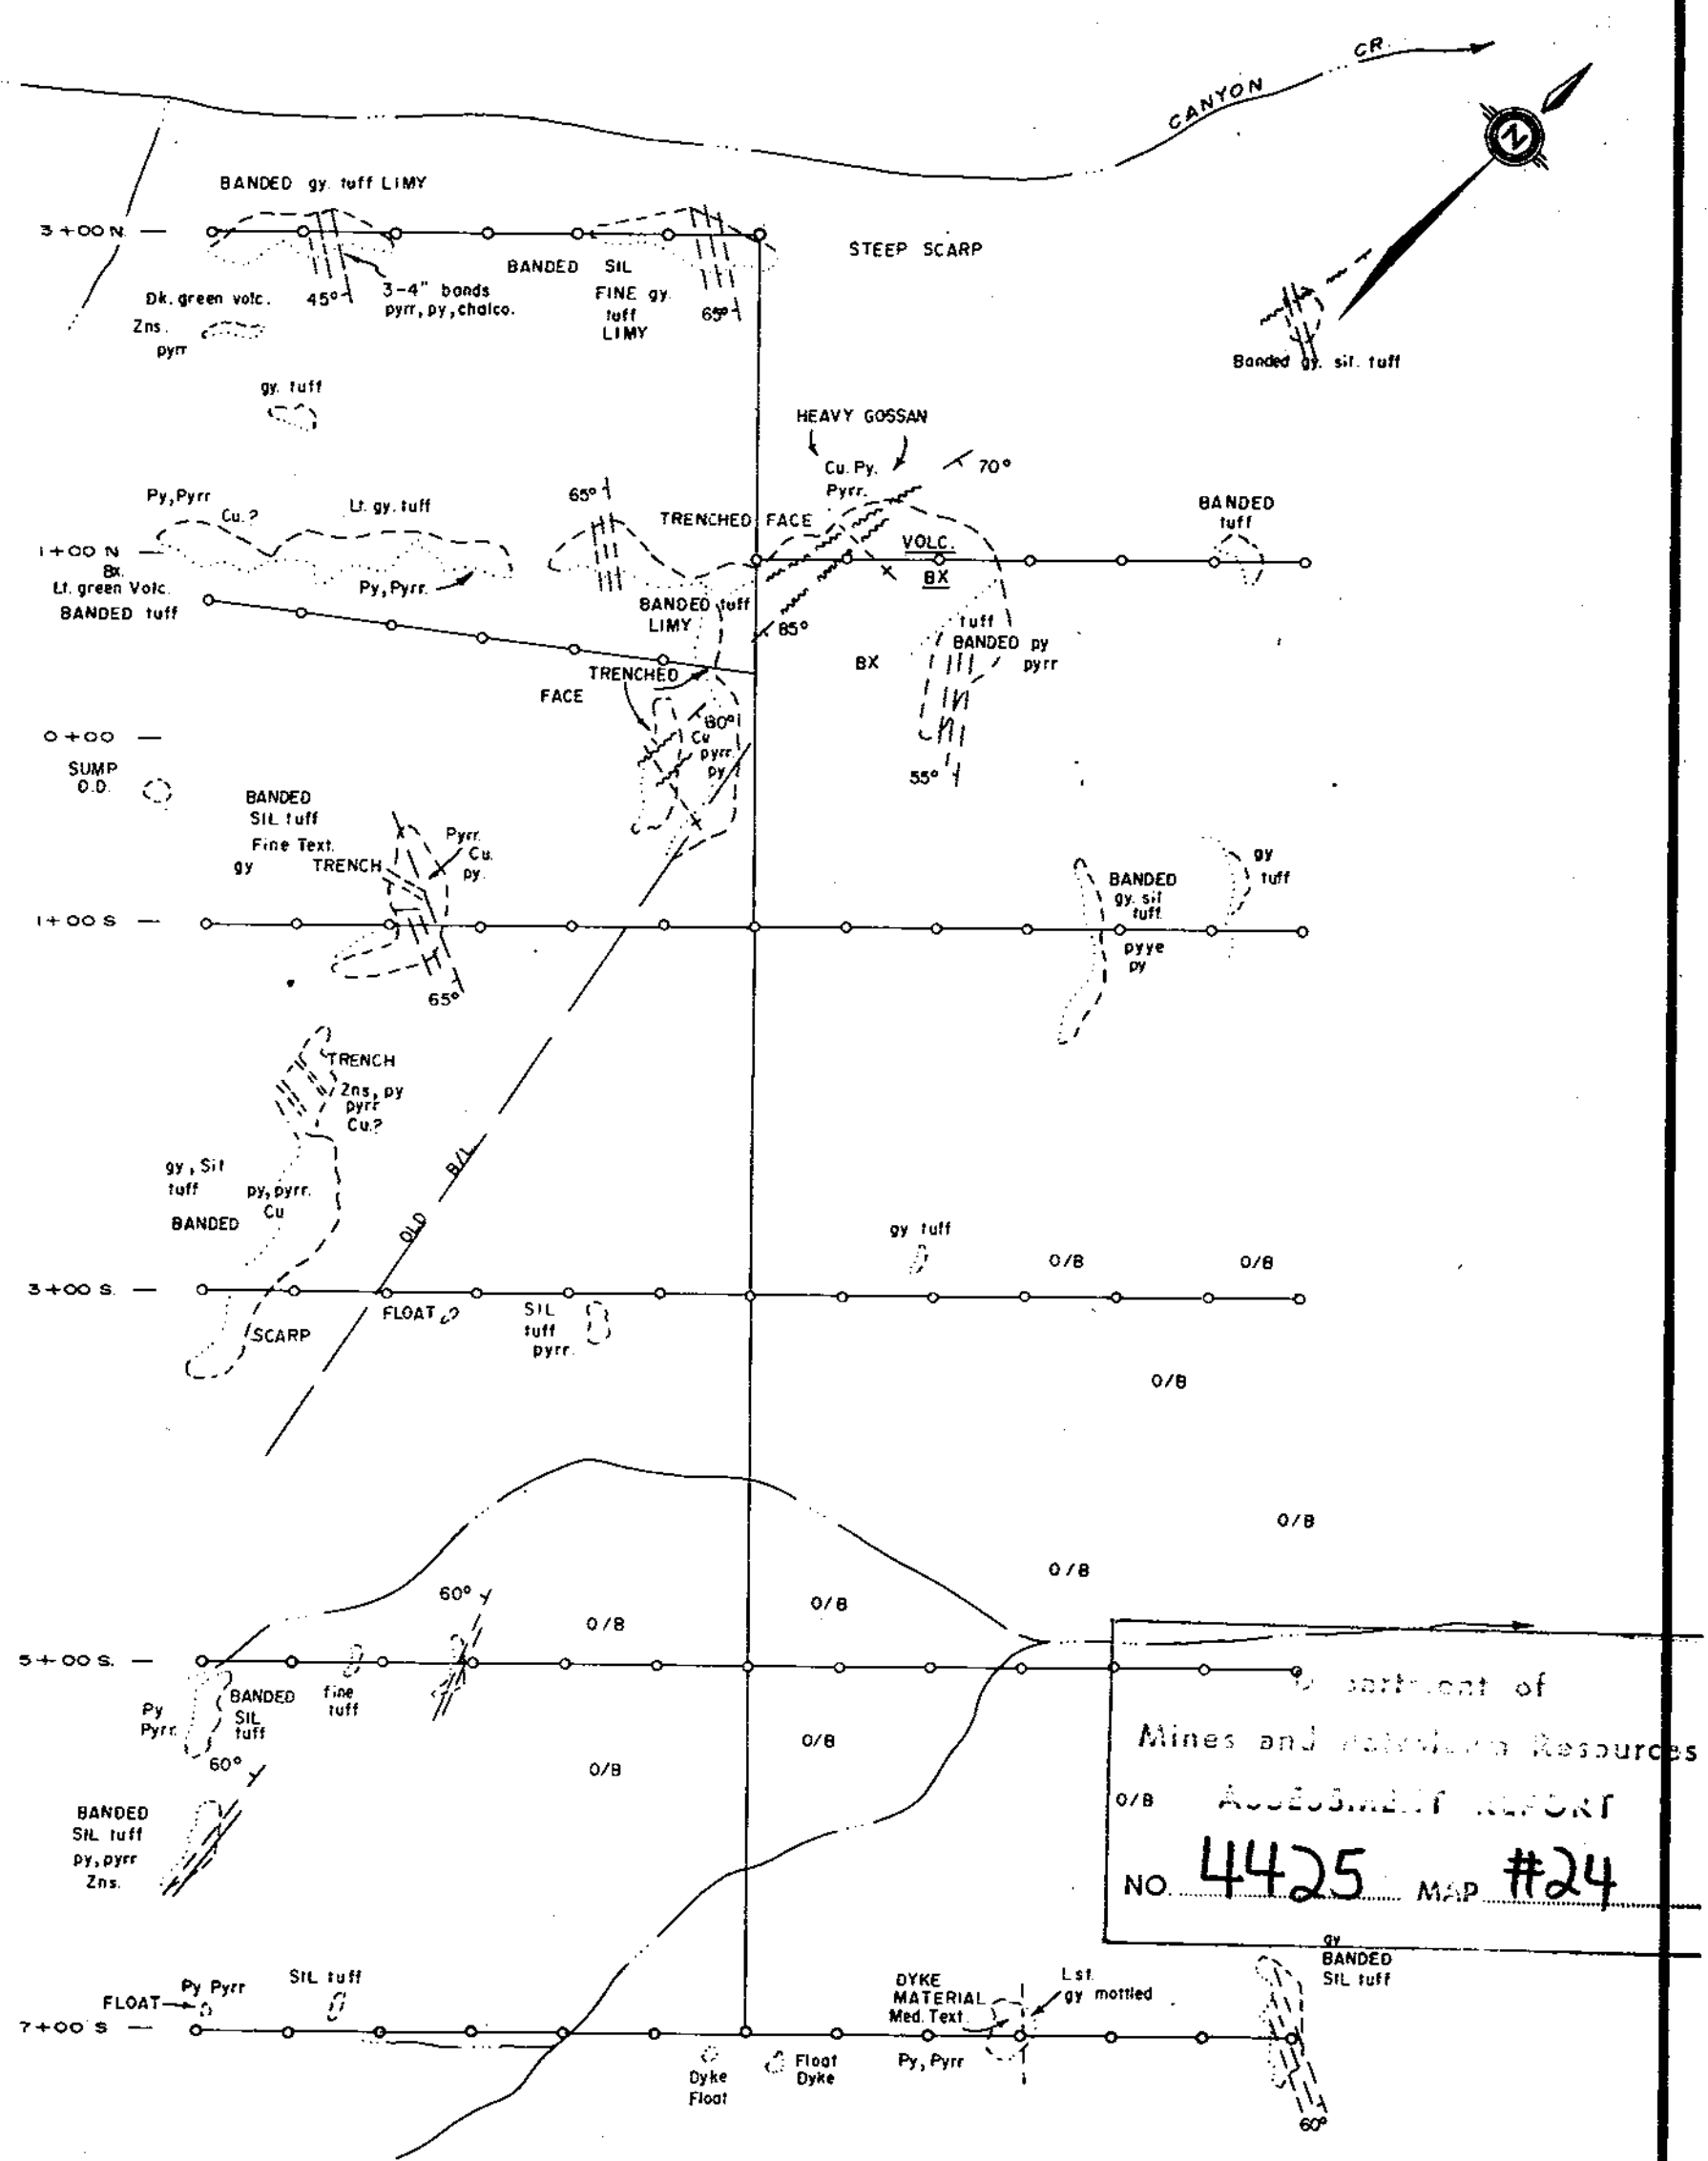 CANYON CR.
N
BANDED gy. tuff LIMY
3+00 N.
STEEP SCARP
BANDED SIL
FINE gy.
tuff
LIMY
65°
Dk. green volc.
45°
3-4" bands
pyrr, py, chalco.
Zns.
pyrr
Banded gy. sil. tuff
gy. tuff
HEAVY GOSSAN
Cu. Py.
Pyrr.
70°
Py, Pyrr
Cu.?
Lt. gy. tuff
65°
TRENCHED FACE
BANDED
tuff
1+00 N
Bx.
Lt. green Volc.
BANDED tuff
Py, Pyrr.
VOLC.
BX
BANDED tuff
LIMY
85°
tuff
BANDED py
pyrr
BX
TRENCHED
FACE
80°
Cu
pyrr.
py
55°
0+00
SUMP
O.D.
BANDED
SIL tuff
Fine Text.
gy
TRENCH
Pyrr.
Cu.
py.
BANDED
gy. sil
tuff.
pyye
py
gy
tuff
1+00 S
65°
TRENCH
Zns, py
pyrr
Cu.?
gy, Sil
tuff
py, pyrr.
Cu
BANDED
OLD B/L
gy tuff
O/B
O/B
3+00 S.
FLOAT
SIL
tuff
pyrr.
SCARP
O/B
O/B
O/B
60°
O/B
O/B
5+00 S.
Py
Pyrr.
BANDED
SIL
tuff
fine
tuff
60°
O/B
O/B
BANDED
SIL tuff
py, pyrr
Zns.
of
Mines and Resources
O/B
ASSESSMENT REPORT
NO. 4425 MAP #24
gy
BANDED
SIL tuff
Py Pyrr
FLOAT
SIL tuff
DYKE
MATERIAL
Med. Text.
Lst.
gy mottled
7+00 S
Dyke
Float
Float
Dyke
Py, Pyrr
60°